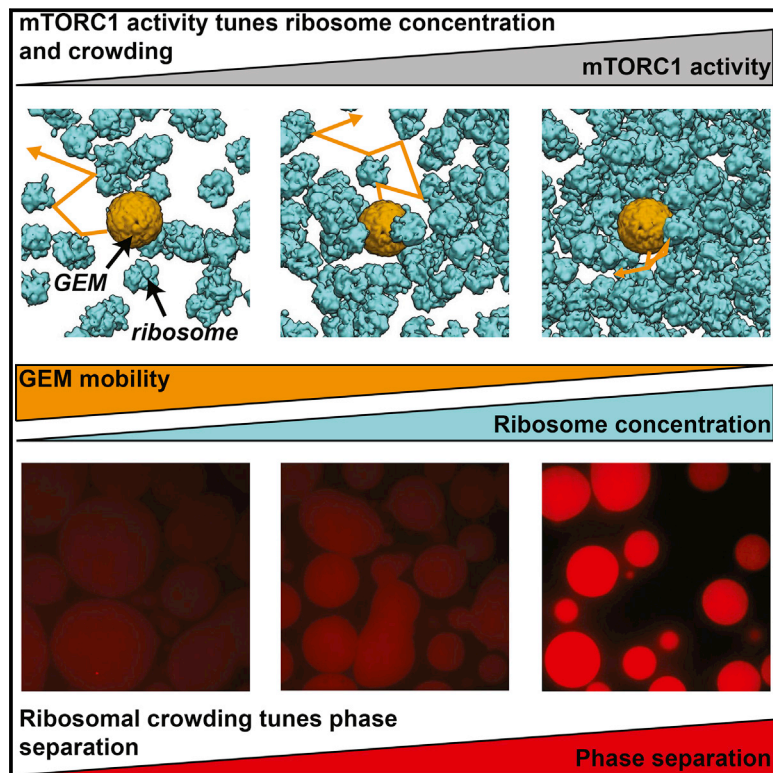 mTORC1 activity tunes ribosome concentration
and crowding
mTORC1 activity
GEM
ribosome
GEM mobility
Ribosome concentration
Ribosomal crowding tunes phase
separation
Phase separation